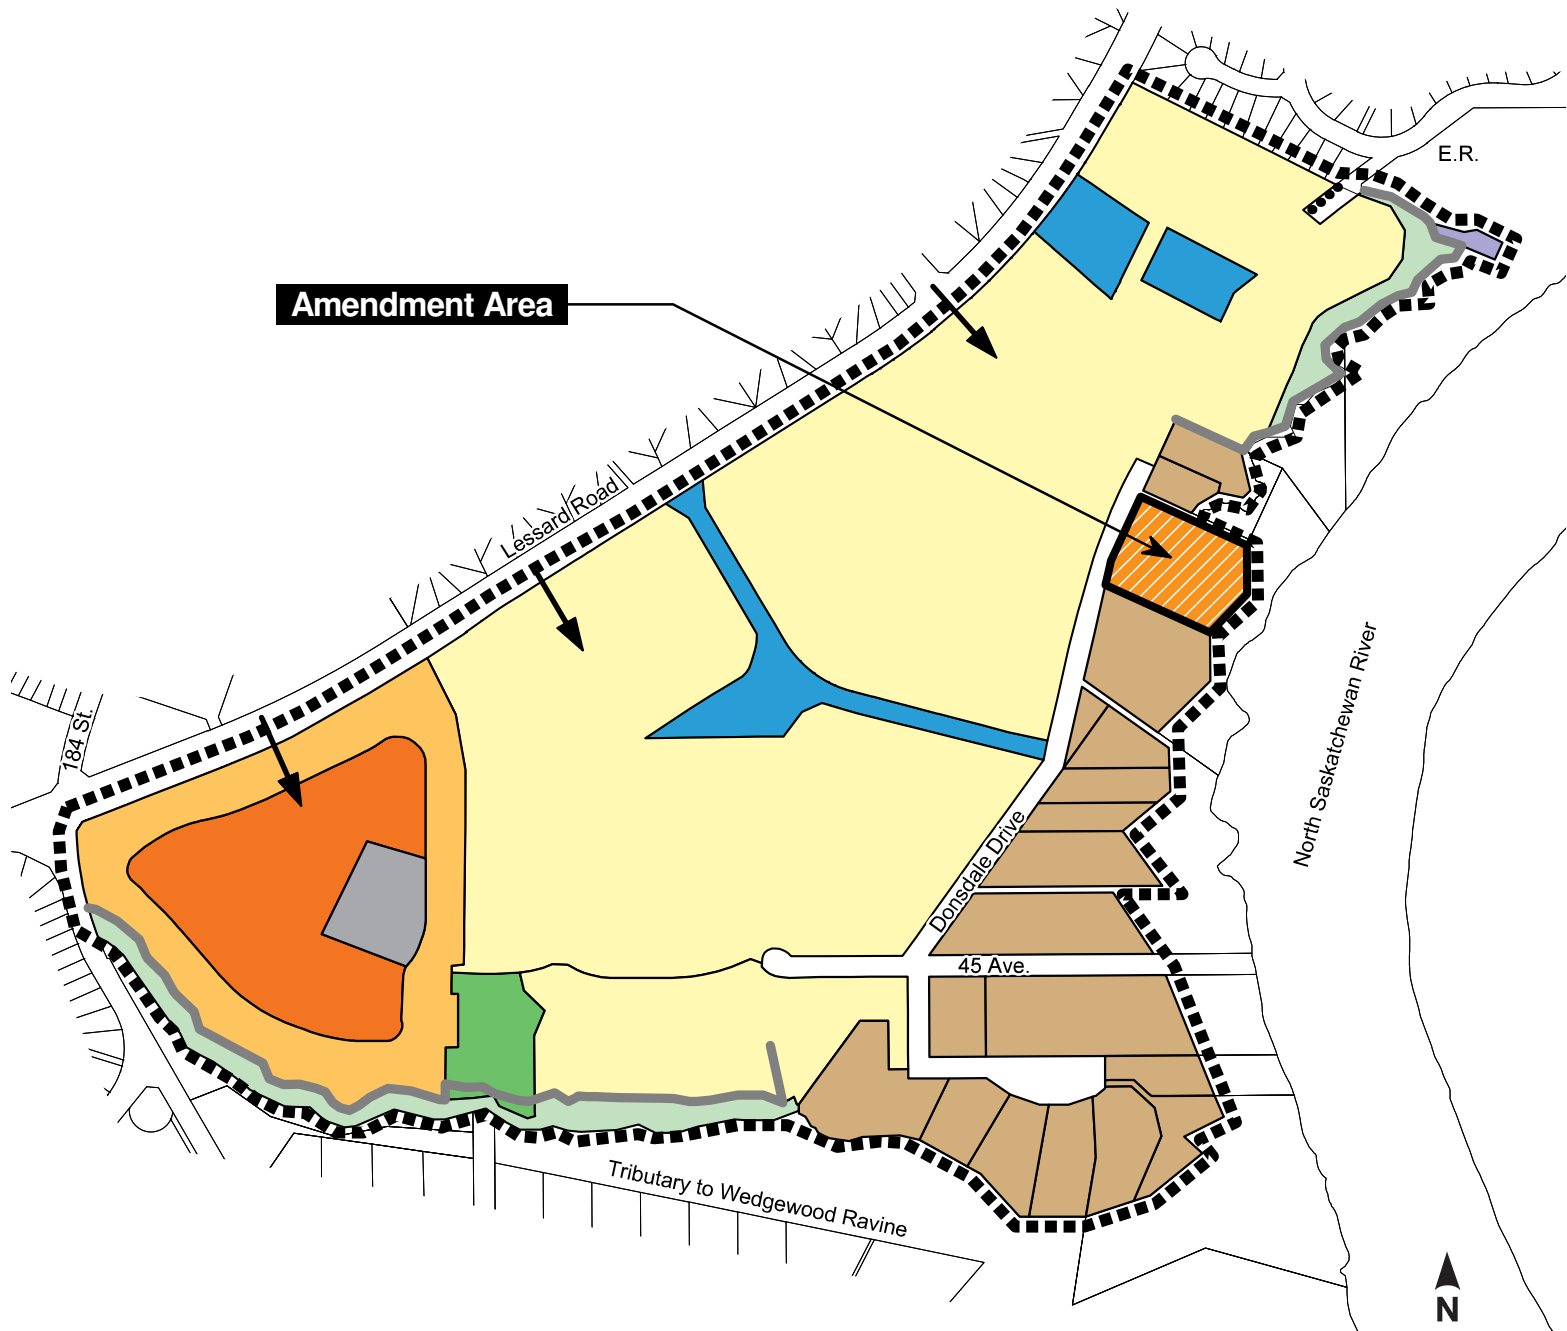 E.R.
Amendment Area
Lessard Road
184 St.
North Saskatchewan River
Donsdale Drive
45 Ave.
Tributary to Wedgewood Ravine
N